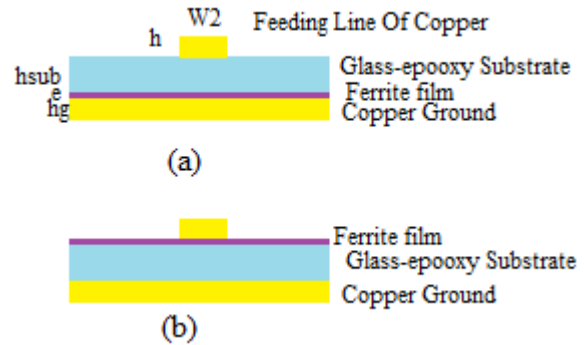 W2
h
Feeding Line Of Copper
Glass-epooxy Substrate
hsub
e
Ferrite film
hg
Copper Ground
(a)
Ferrite film
Glass-epooxy Substrate
Copper Ground
(b)